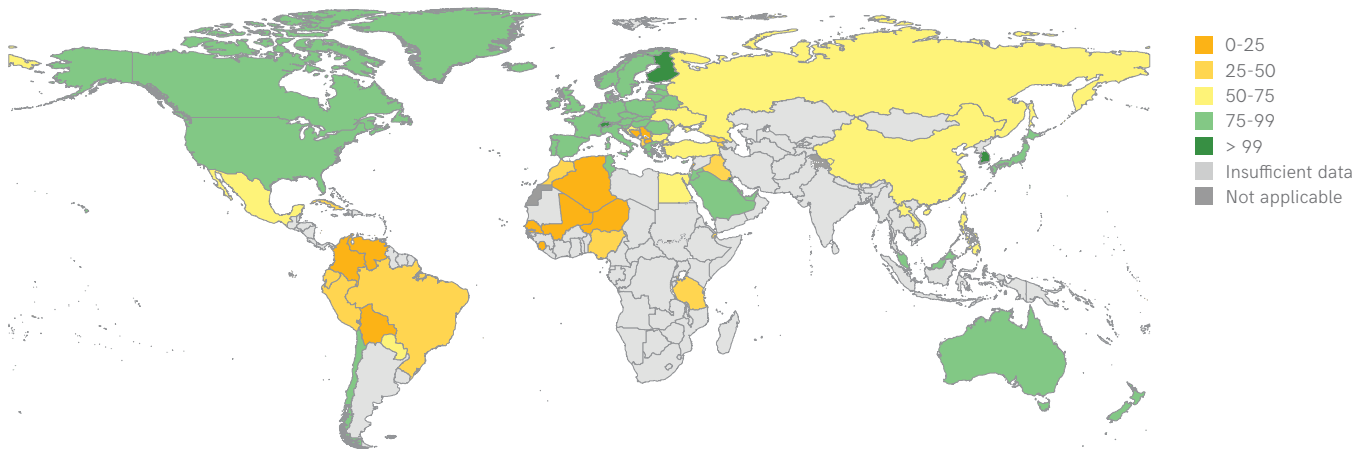 0-25
25-50
50-75
75-99
> 99
Insufficient data
Not applicable